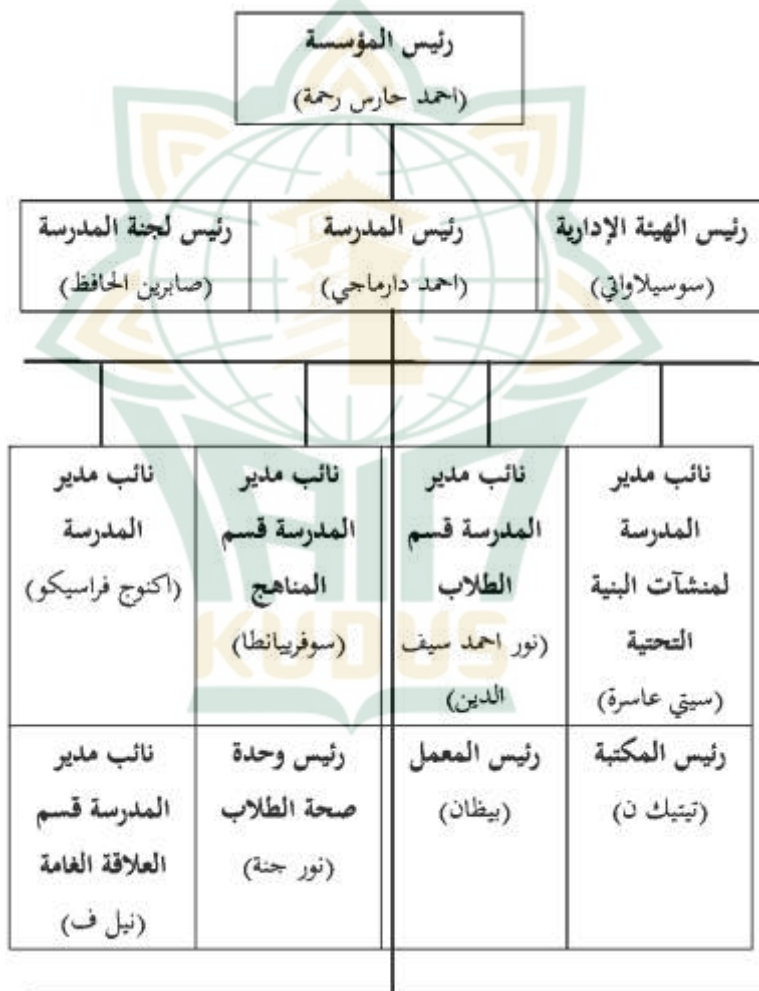 رئيس المؤسسة
(احمد حارس رحمة)
رئيس الهيئة الإدارية
(سوسيلاواتي)
رئيس المدرسة
(احمد دارماجي)
رئيس لجنة المدرسة
(صابرين الحافظ)
نائب مدير
المدرسة
لمنشآت البنية
التحتية
(سيتي عاسرة)
نائب مدير
المدرسة قسم
الطلاب
(نور احمد سيف
الدين)
نائب مدير
المدرسة قسم
المناهج
(سوفرييانطا)
نائب مدير
المدرسة
(اكنوج فراسيكو)
رئيس المكتبة
(تيتيك ن)
رئيس المعمل
(بيظان)
رئيس وحدة
صحة الطلاب
(نور جنة)
نائب مدير
المدرسة قسم
العلاقة الغامة
(نيل ف)
KUDUS